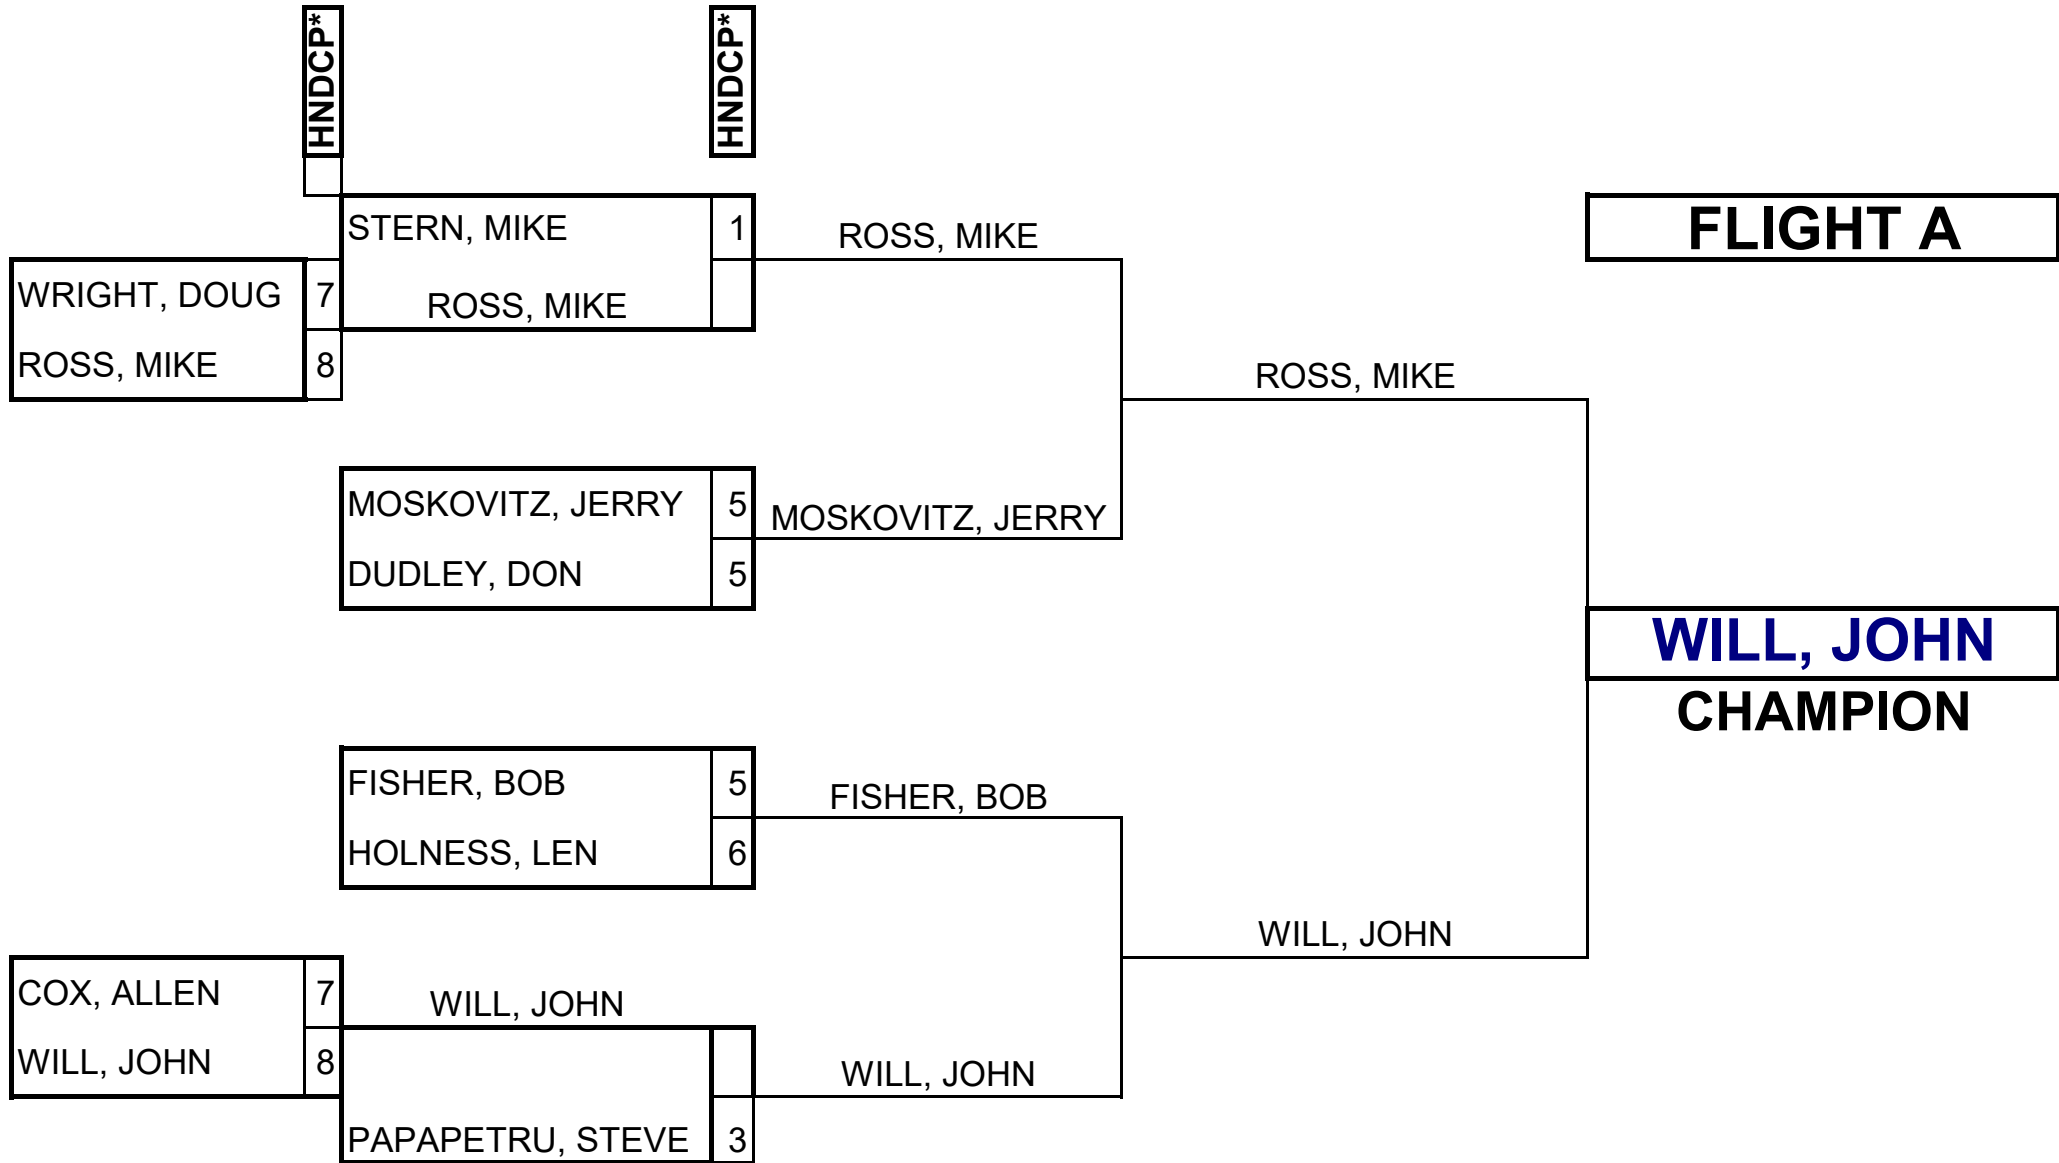 HNDCP*
HNDCP*
STERN, MIKE 1
ROSS, MIKE
FLIGHT A
WRIGHT, DOUG 7
ROSS, MIKE
ROSS, MIKE 8
ROSS, MIKE
MOSKOVITZ, JERRY 5
MOSKOVITZ, JERRY
DUDLEY, DON 5
WILL, JOHN
CHAMPION
FISHER, BOB 5
FISHER, BOB
HOLNESS, LEN 6
WILL, JOHN
COX, ALLEN 7
WILL, JOHN
WILL, JOHN 8
WILL, JOHN
PAPAPETRU, STEVE 3